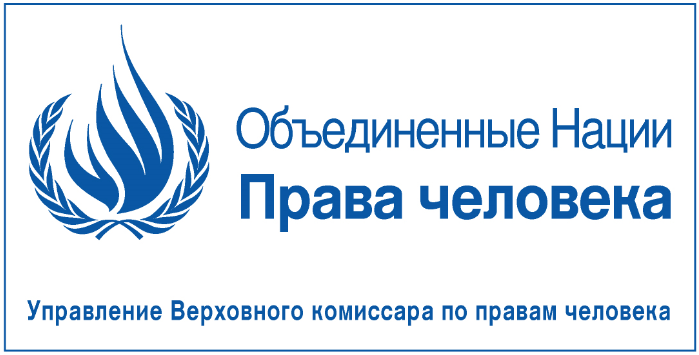 Объединенные Нации
Права человека
Управление Верховного комиссара по правам человека